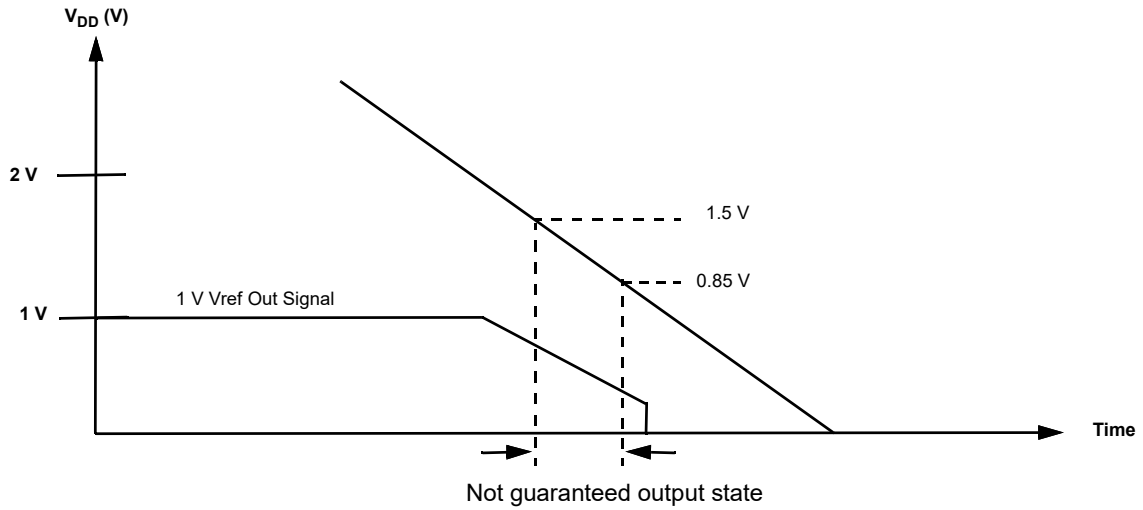 VDD (V)
2 V
1.5 V
0.85 V
1 V Vref Out Signal
1 V
Time
Not guaranteed output state